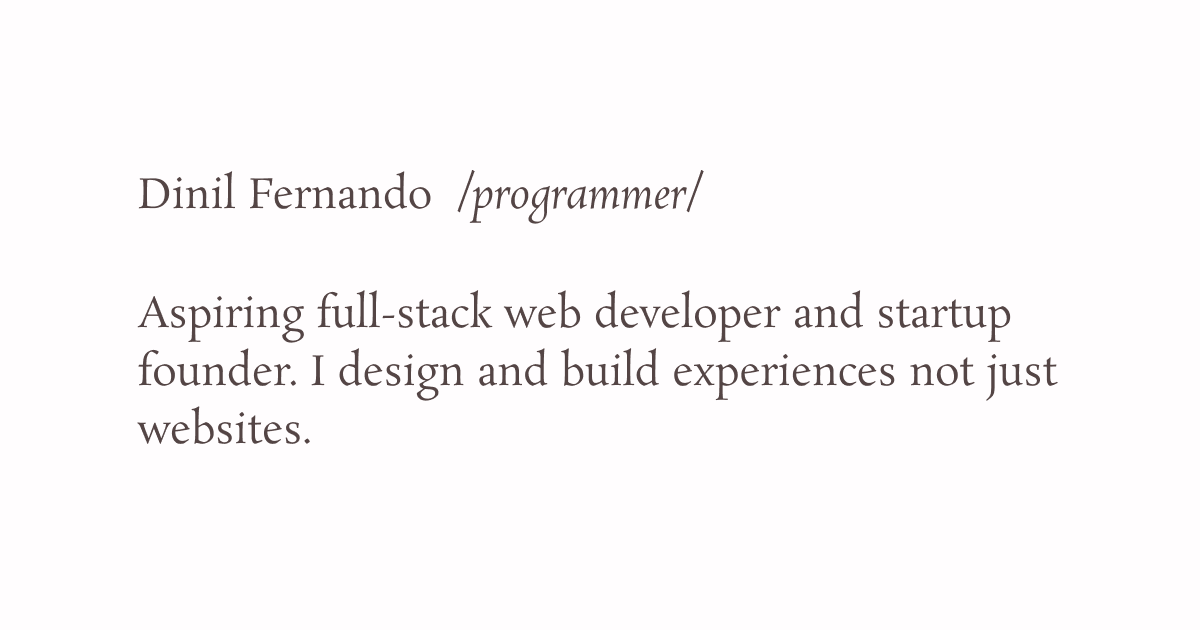 Dinil Fernando /programmer/
Aspiring full-stack web developer and startup
founder. I design and build experiences not just
websites.